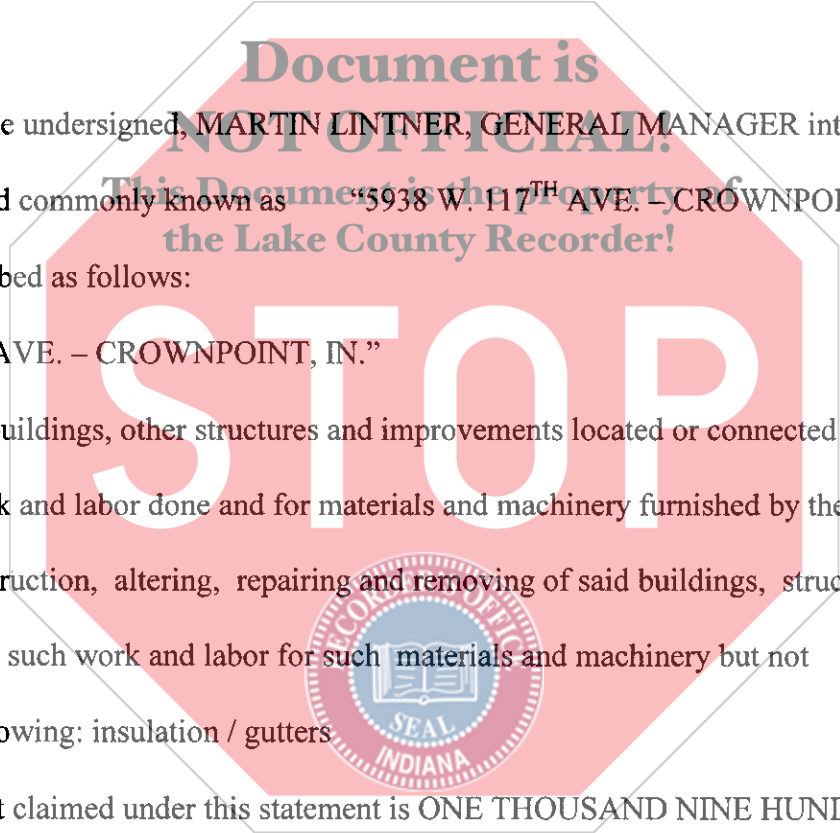 Document is
NOT OFFICIAL!
This Document is the property of
the Lake County Recorder!
STOP
e undersigned, MARTIN LINTNER, GENERAL MANAGER int
d commonly known as “5938 W. 117TH AVE. – CROWNPOI
bed as follows:
AVE. – CROWNPOINT, IN.”
uildings, other structures and improvements located or connected
k and labor done and for materials and machinery furnished by the
ruction, altering, repairing and removing of said buildings, struc
such work and labor for such materials and machinery but not
owing: insulation / gutters
t claimed under this statement is ONE THOUSAND NINE HUNI
RECORDER'S OFFICE
SEAL
INDIANA